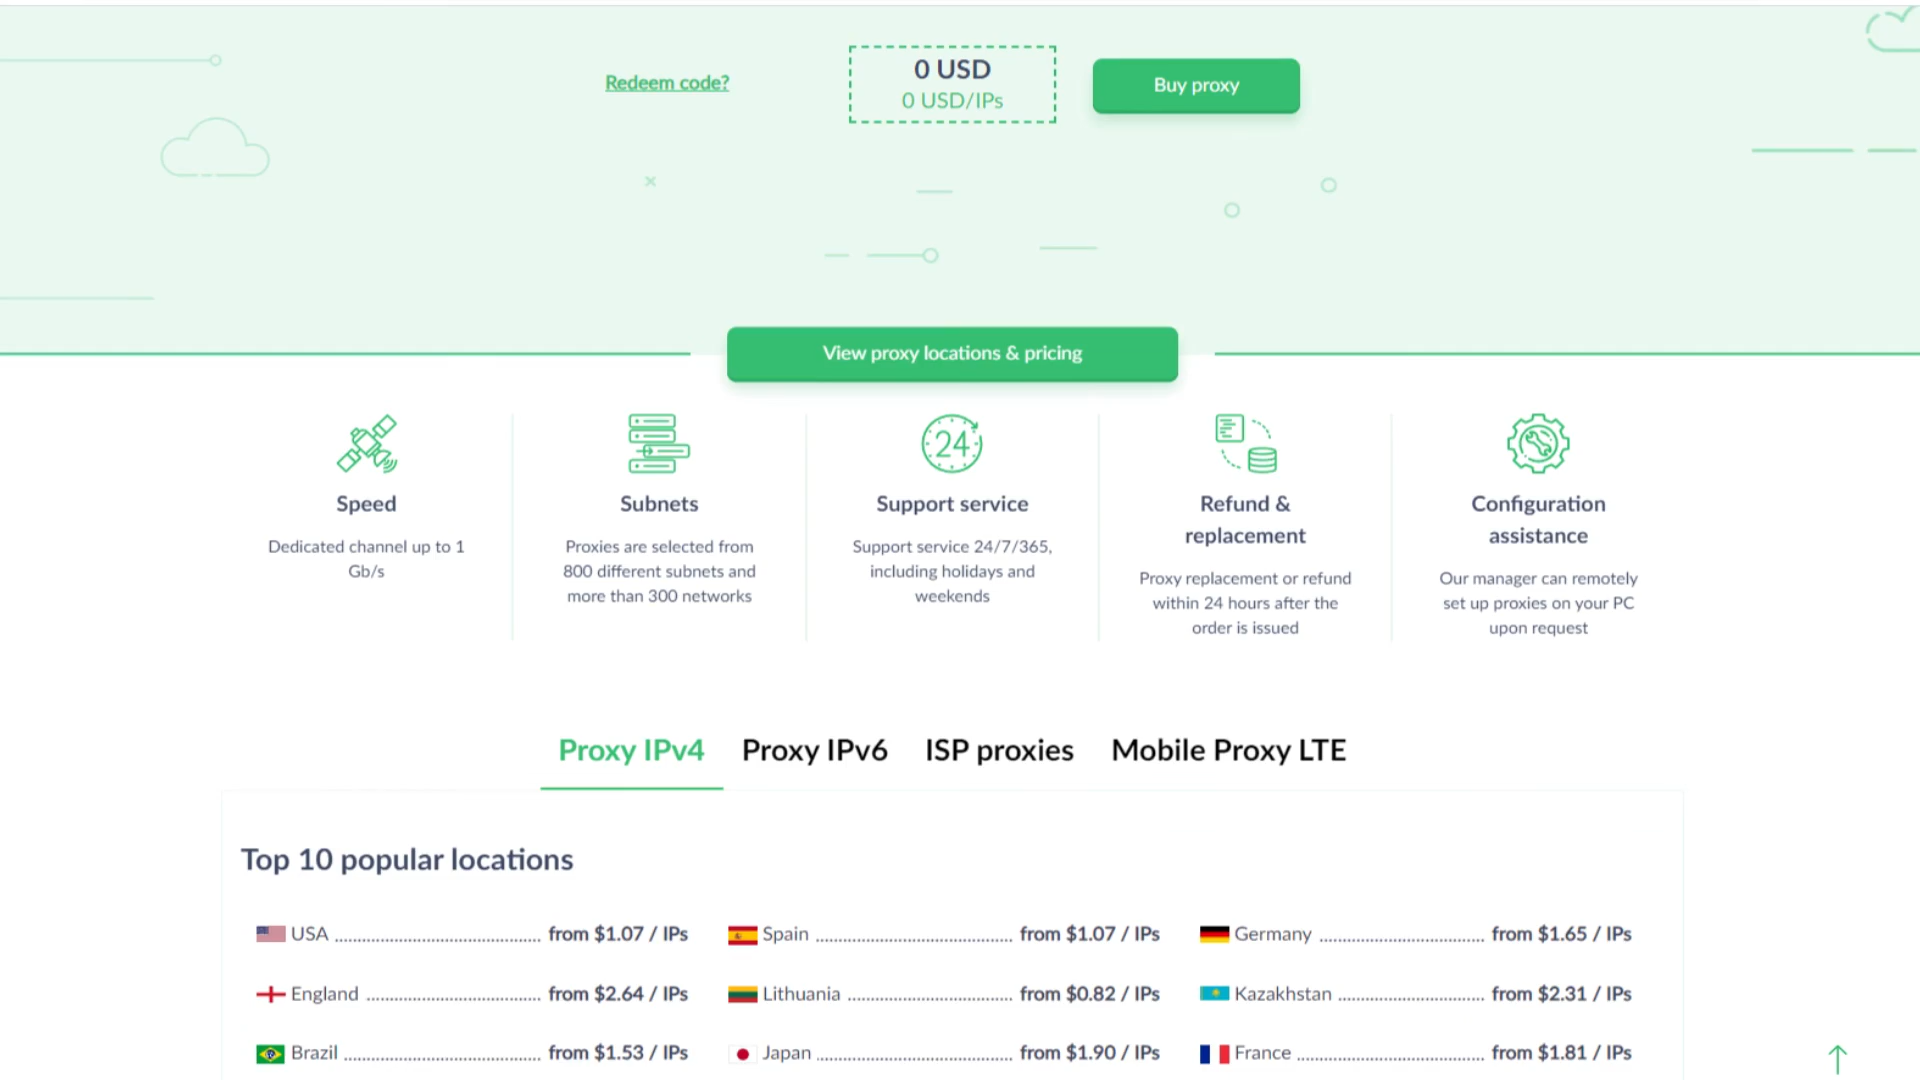 Redeem code?
0 USD
0 USD/IPs
Buy proxy
View proxy locations & pricing
24
Speed
Dedicated channel up to 1
Gb/s
Subnets
Proxies are selected from
800 different subnets and
more than 300 networks
Support service
Support service 24/7/365,
including holidays and
weekends
Refund &
replacement
Proxy replacement or refund
within 24 hours after the
order is issued
Configuration
assistance
Our manager can remotely
set up proxies on your PC
upon request
Proxy IPv4 Proxy IPv6 ISP proxies Mobile Proxy LTE
Top 10 popular locations
USA from $1.07 / IPs Spain from $1.07 / IPs Germany from $1.65 / IPs
England from $2.64 / IPs Lithuania from $0.82 / IPs Kazakhstan from $2.31 / IPs
Brazil from $1.53 / IPs Japan from $1.90 / IPs France from $1.81 / IPs